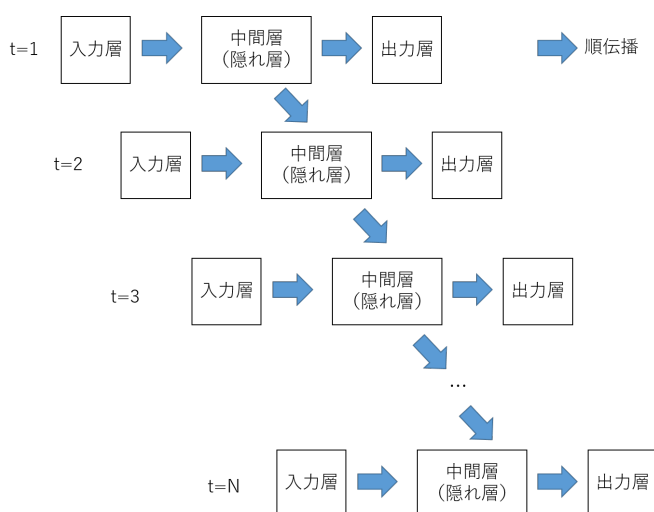 t=1
入力層
中間層
(隠れ層)
出力層
順伝播
t=2
入力層
中間層
(隠れ層)
出力層
t=3
入力層
中間層
(隠れ層)
出力層
…
t=N
入力層
中間層
(隠れ層)
出力層